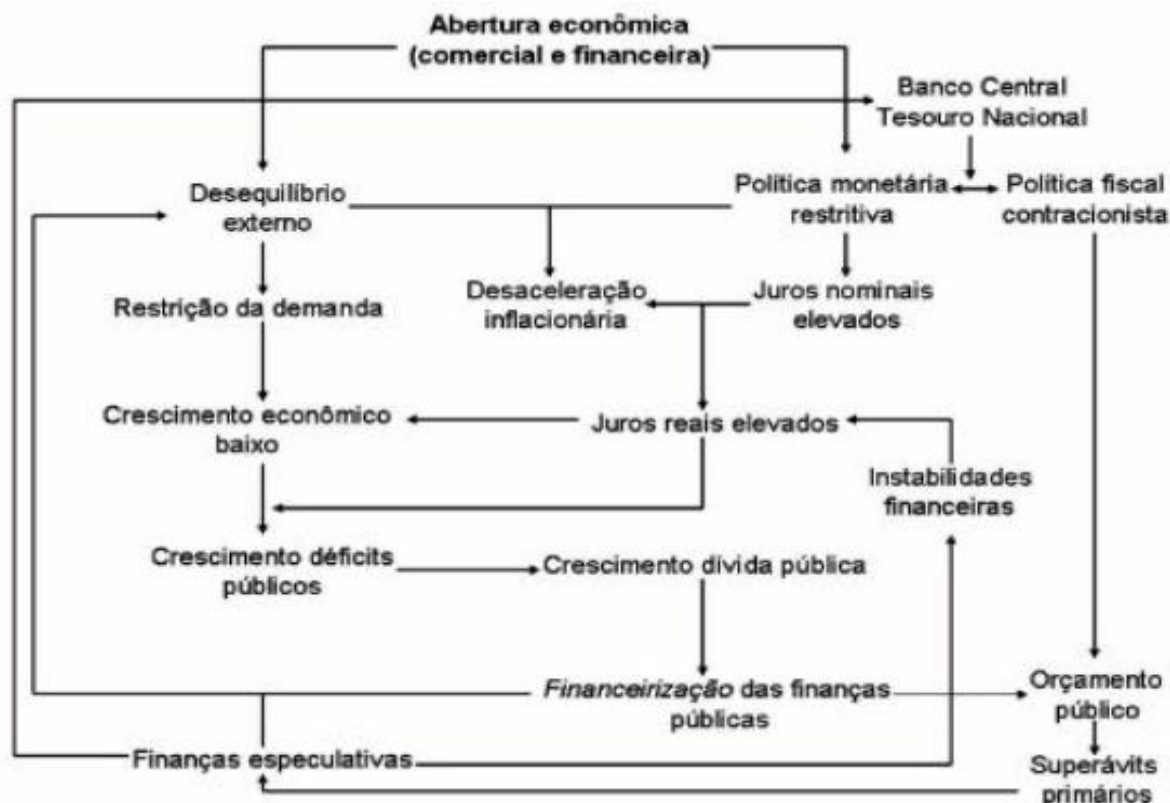 Abertura econômica
(comercial e financeira)
Banco Central
Tesouro Nacional
Desequilíbrio
externo
Política monetária
restritiva
Política fiscal
contracionista
Restrição da demanda
Desaceleração
inflacionária
Juros nominais
elevados
Crescimento econômico
baixo
Juros reais elevados
Instabilidades
financeiras
Crescimento déficits
públicos
Crescimento dívida pública
Financeirização das finanças
públicas
Orçamento
público
Finanças especulativas
Superávits
primários